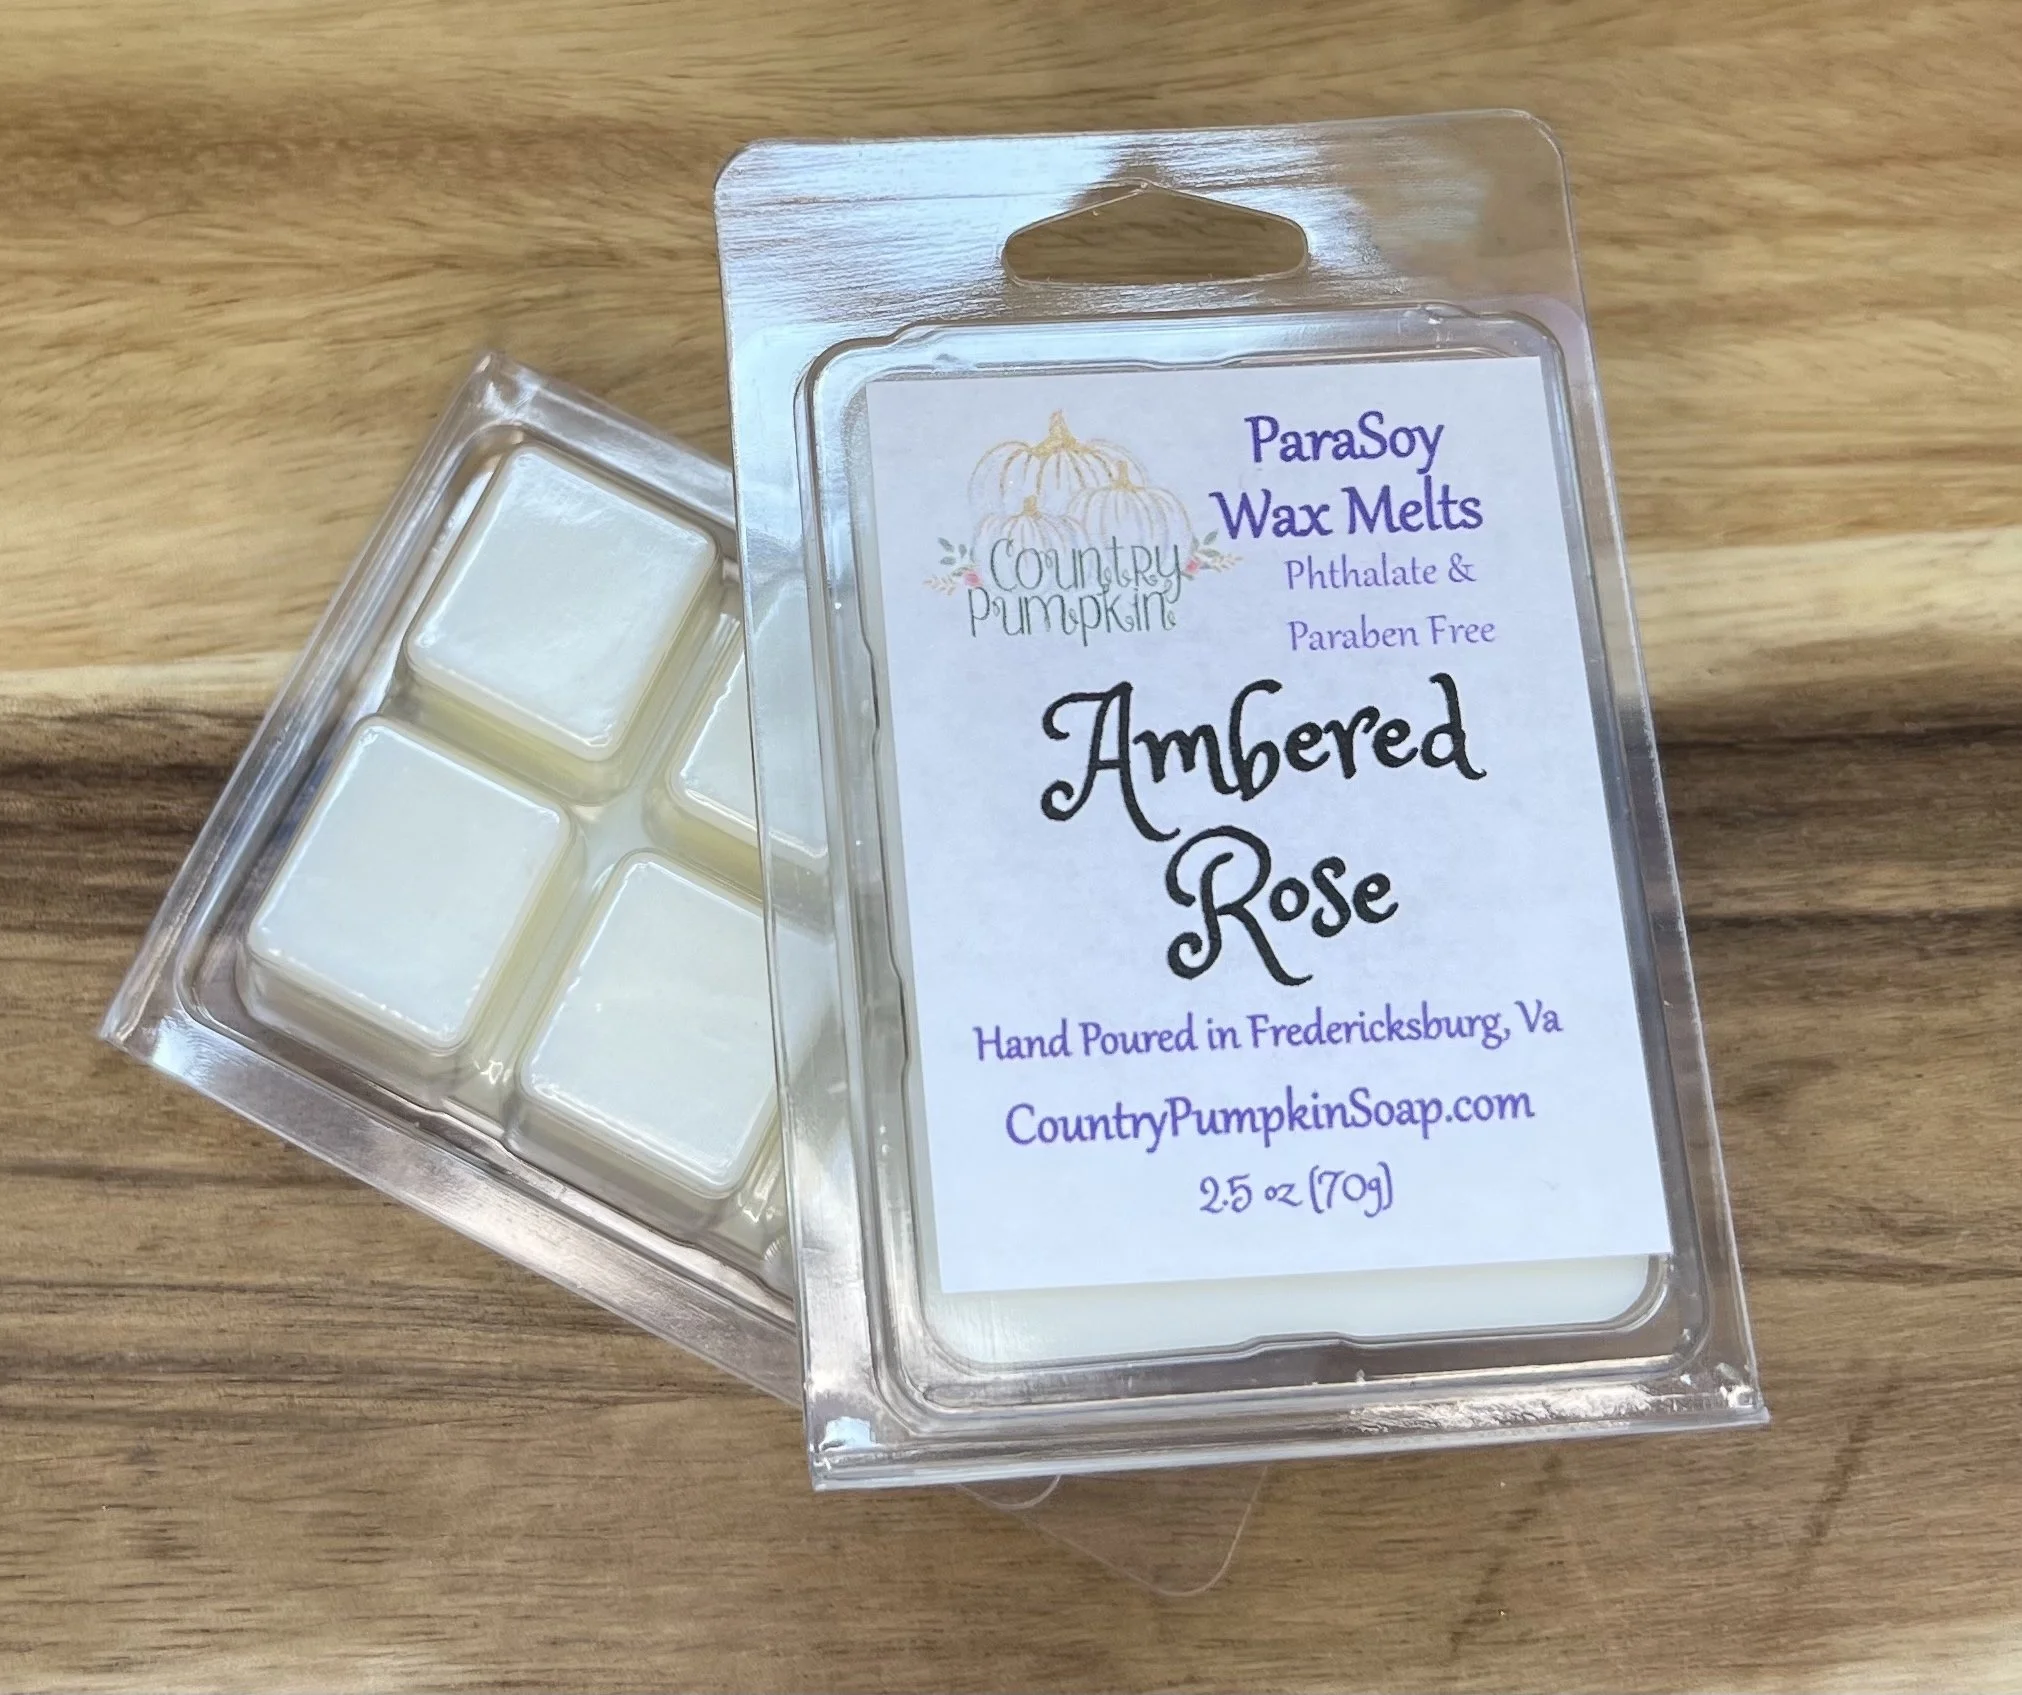 Country
Pumpkin
ParaSoy
Wax Melts
Phthalate &
Paraben Free
Ambered
Rose
Hand Poured in Fredericksburg, Va
CountryPumpkinSoap.com
2.5 oz (70g)